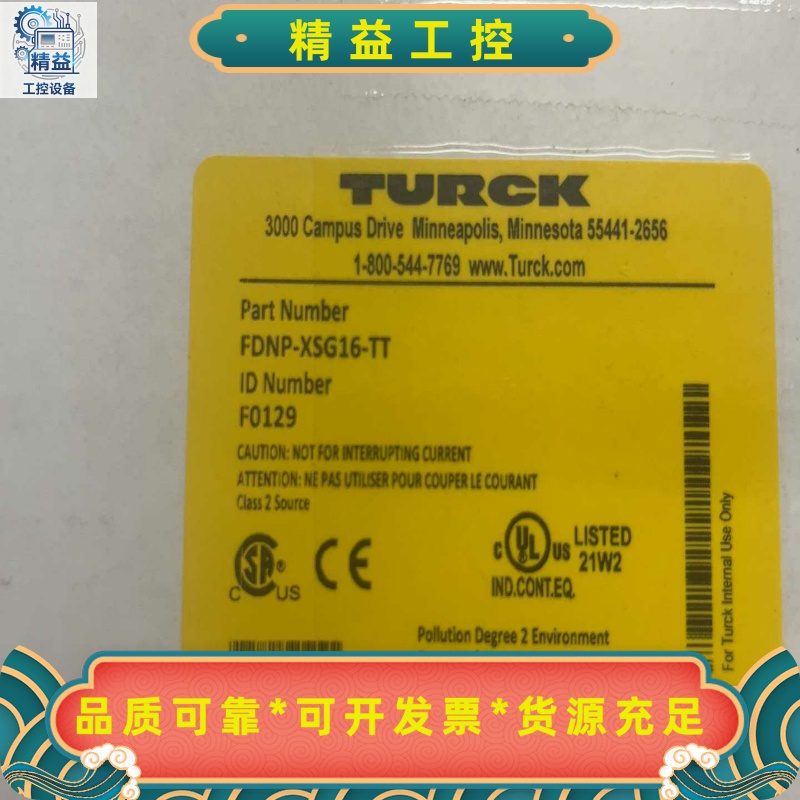 精益工控
精益
工控设备
TURCK
3000 Campus Drive Minneapolis, Minnesota 55441-2656
1-800-544-7769 www.Turck.com
Part Number
FDNP-XSG16-TT
ID Number
F0129
CAUTION: NOT FOR INTERRUPTING CURRENT
ATTENTION: NE PAS UTILISER POUR COUPER LE COURANT
Class 2 Source
C SA® US
CE
c UL us LISTED
21W2
IND.CONT.EQ.
Pollution Degree 2 Environment
For Turck Internal Use Only
品质可靠*可开发票*货源充足